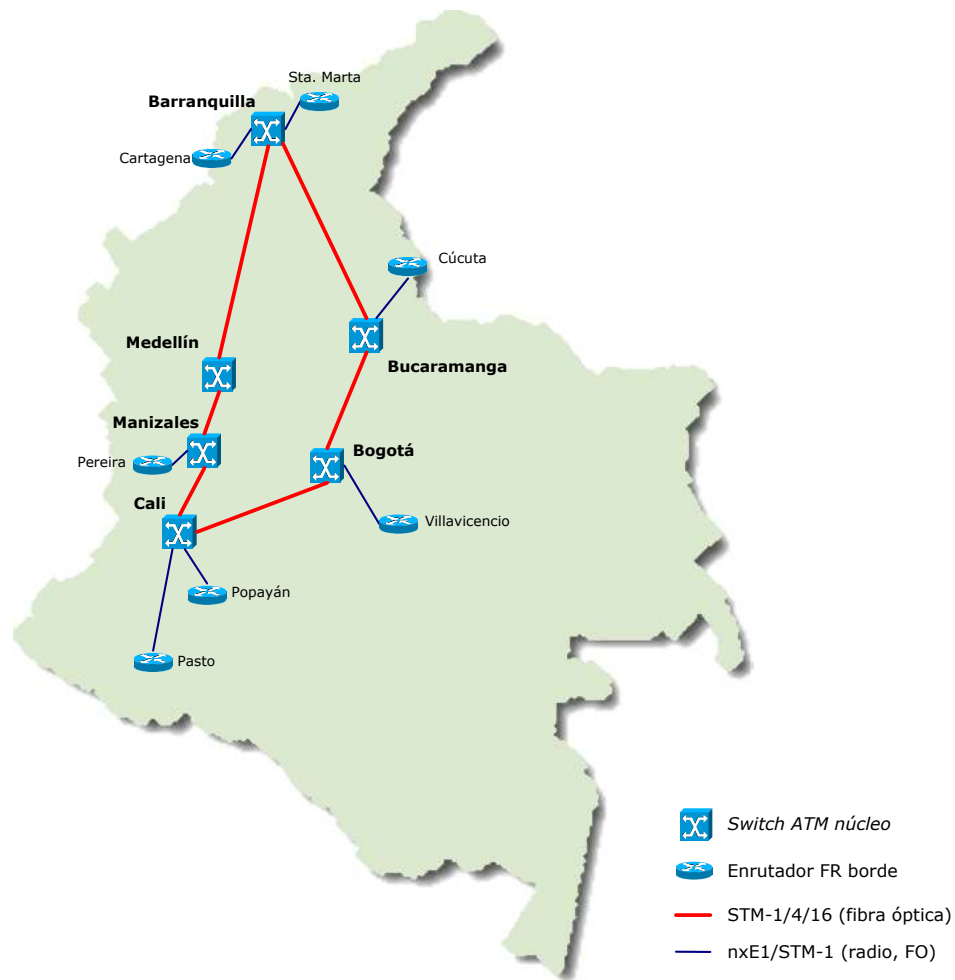 Sta. Marta
Barranquilla
Cartagena
Cúcuta
Medellín
Bucaramanga
Manizales
Bogotá
Pereira
Cali
Villavicencio
Popayán
Pasto
Switch ATM núcleo
Enrutador FR borde
STM-1/4/16 (fibra óptica)
nxE1/STM-1 (radio, FO)